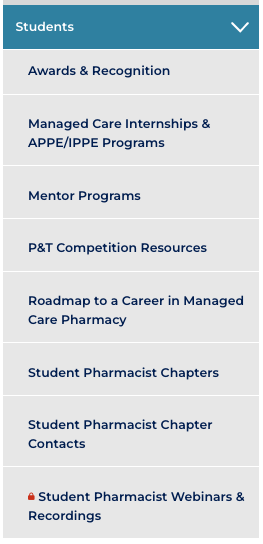 Students
Awards & Recognition
Managed Care Internships &
APPE/IPPE Programs
Mentor Programs
P&T Competition Resources
Roadmap to a Career in Managed
Care Pharmacy
Student Pharmacist Chapters
Student Pharmacist Chapter
Contacts
Student Pharmacist Webinars &
Recordings